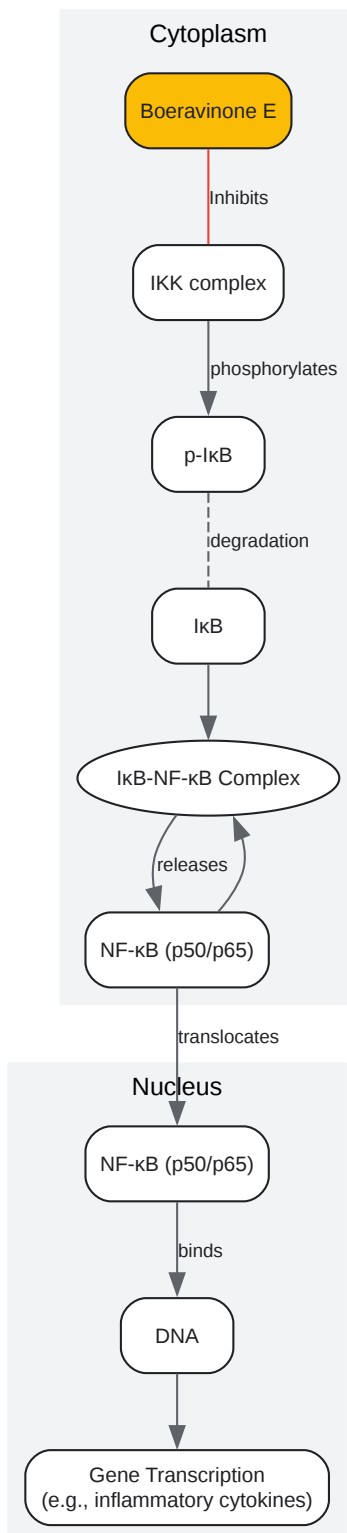 Cytoplasm
Boeravinone E
Inhibits
IKK complex
phosphorylates
p-IκB
degradation
IκB
IκB-NF-κB Complex
releases
NF-κB (p50/p65)
translocates
Nucleus
NF-κB (p50/p65)
binds
DNA
Gene Transcription
(e.g., inflammatory cytokines)